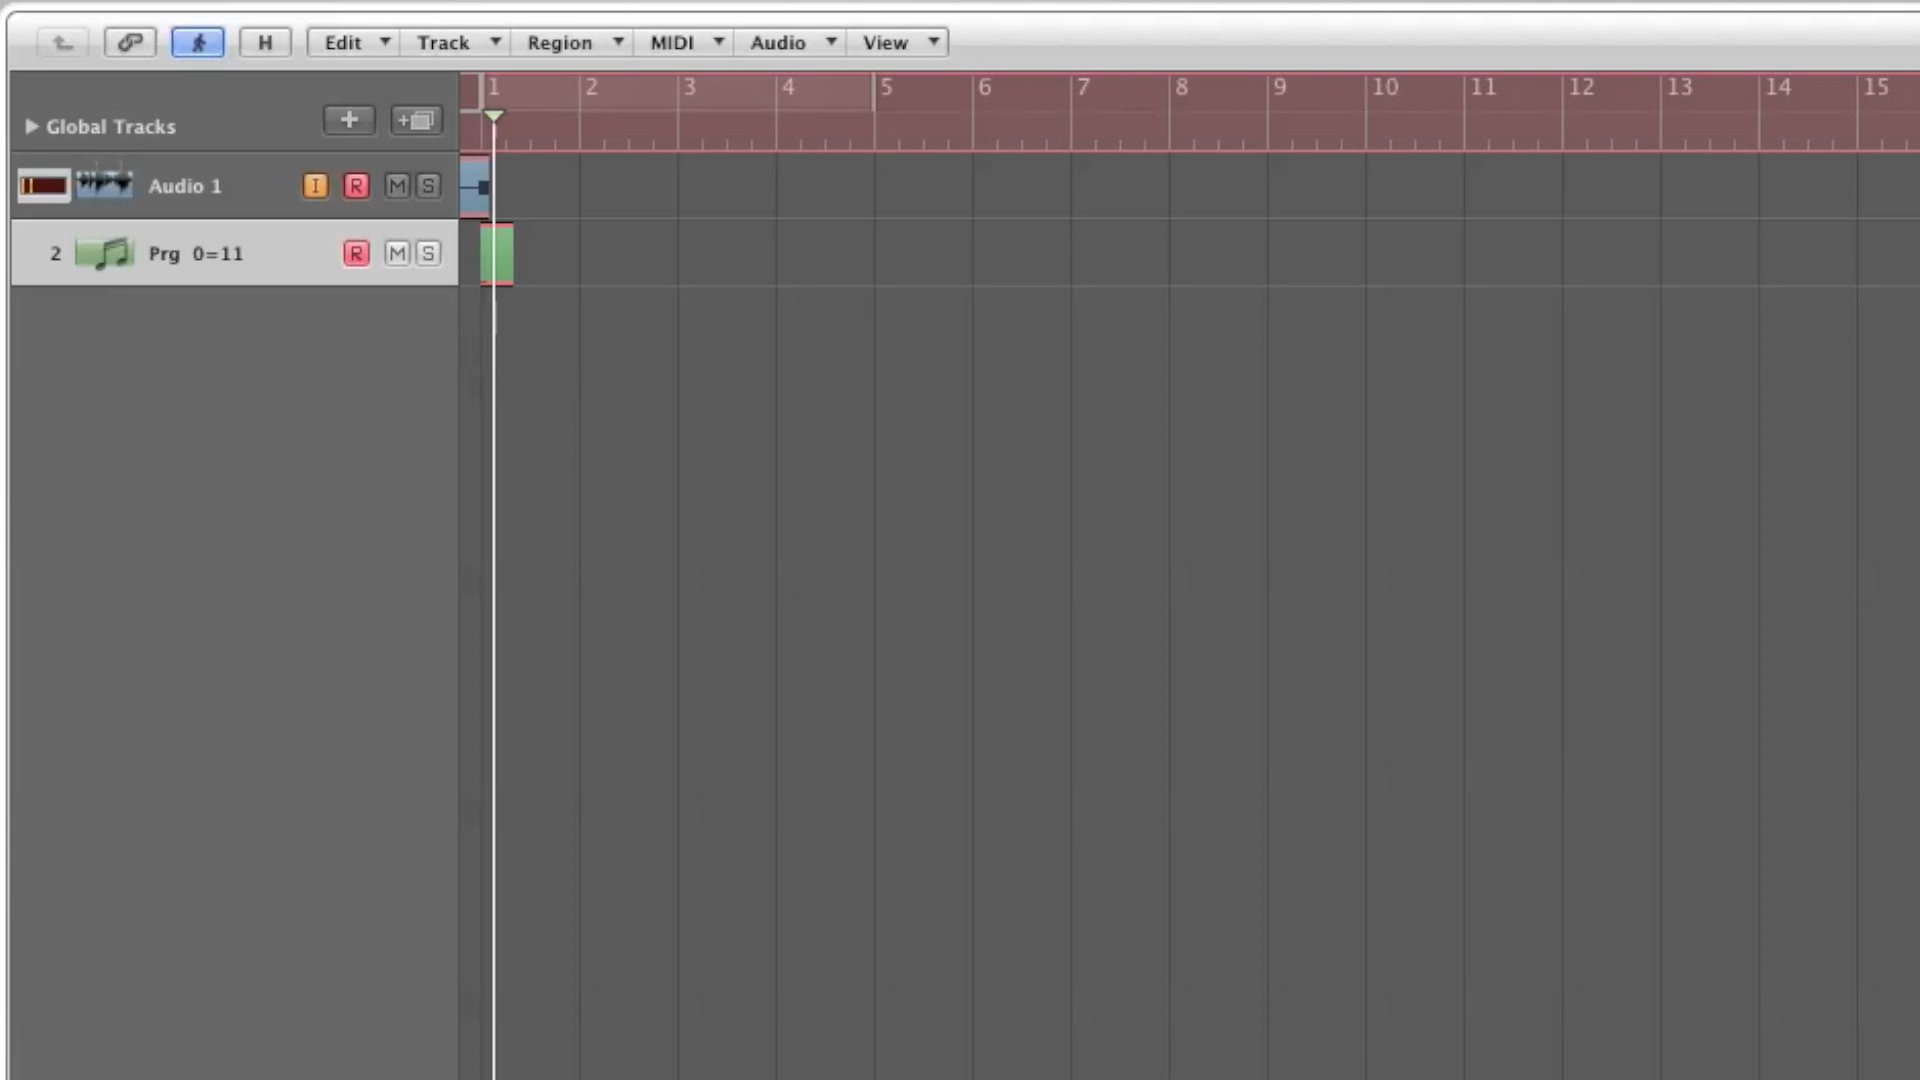 H Edit Track Region MIDI Audio View
1 2 3 4 5 6 7 8 9 10 11 12 13 14 15
Global Tracks + +
Audio 1 I R M S
2 Prg 0=11 R M S